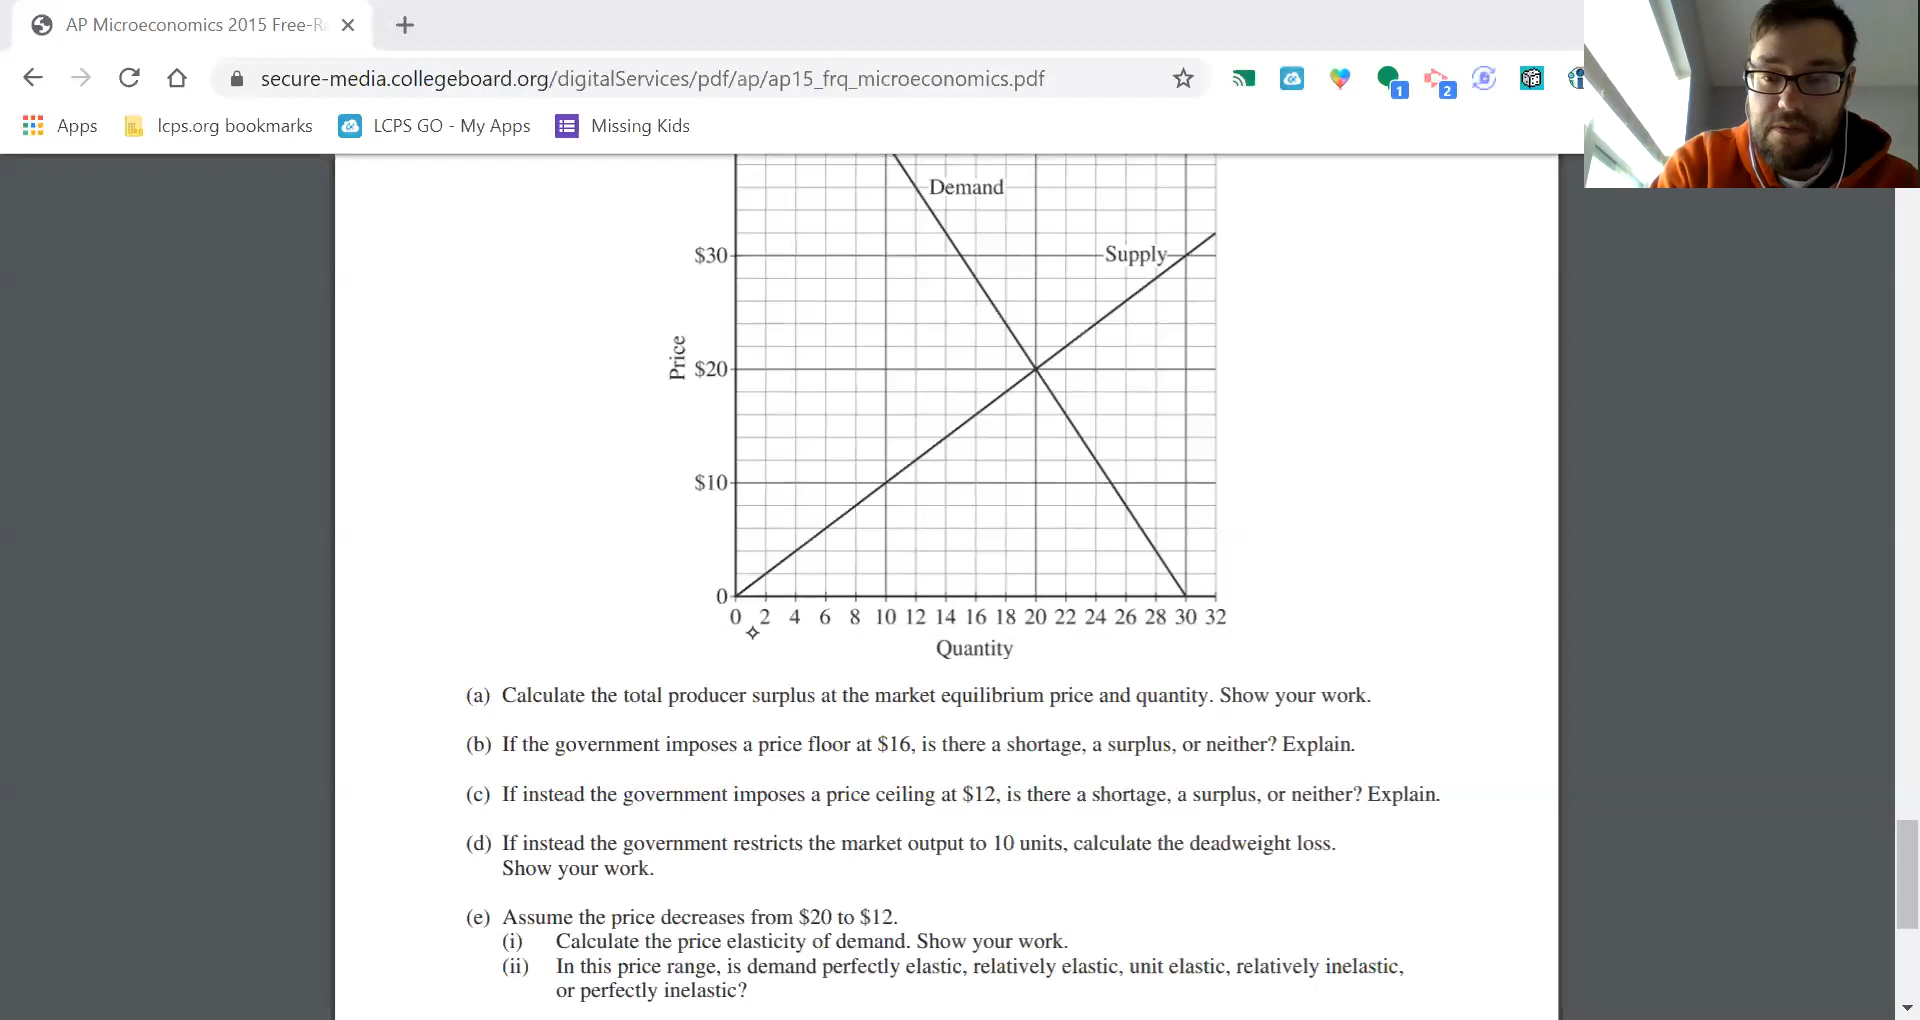 AP Microeconomics 2015 Free-R
secure-media.collegeboard.org/digitalServices/pdf/ap/ap15_frq_microeconomics.pdf
1
2
Apps
lcps.org bookmarks
LCPS GO - My Apps
Missing Kids
Demand
$30
Supply
Price
$20
$10
0
0 2 4 6 8 10 12 14 16 18 20 22 24 26 28 30 32
Quantity
(a) Calculate the total producer surplus at the market equilibrium price and quantity. Show your work.
(b) If the government imposes a price floor at $16, is there a shortage, a surplus, or neither? Explain.
(c) If instead the government imposes a price ceiling at $12, is there a shortage, a surplus, or neither? Explain.
(d) If instead the government restricts the market output to 10 units, calculate the deadweight loss.
Show your work.
(e) Assume the price decreases from $20 to $12.
(i) Calculate the price elasticity of demand. Show your work.
(ii) In this price range, is demand perfectly elastic, relatively elastic, unit elastic, relatively inelastic,
or perfectly inelastic?